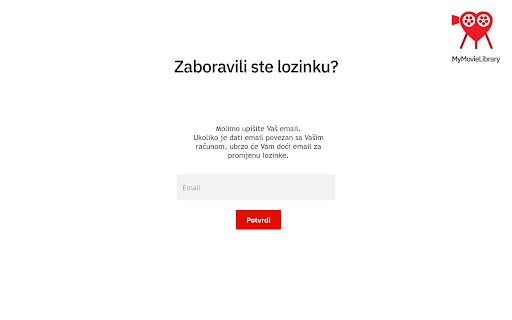 MyMovieLibrary
Zaboravili ste lozinku?
Molimo upišite Vaš email.
Ukoliko je dati email povezan sa Vašim
računom, ubrzo će Vam doći email za
promjenu lozinke.
Email
Potvrdi